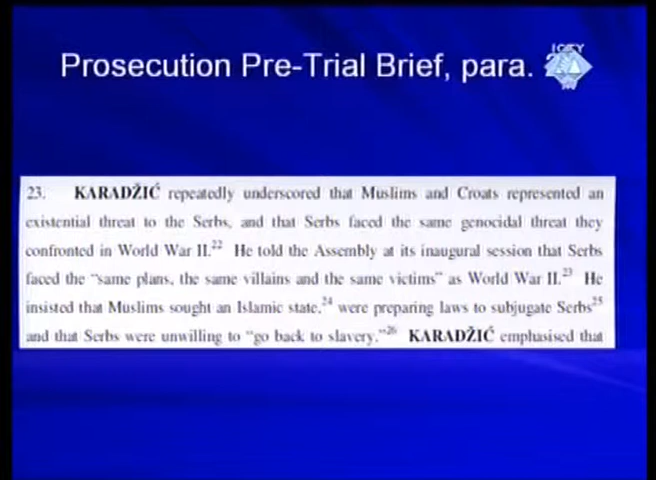 Prosecution Pre-Trial Brief, para.
ICTY
23. KARADŽIĆ repeatedly underscored that Muslims and Croats represented an
existential threat to the Serbs, and that Serbs faced the same genocidal threat they
confronted in World War II.²² He told the Assembly at its inaugural session that Serbs
faced the “same plans, the same villains and the same victims” as World War II.²³ He
insisted that Muslims sought an Islamic state,²⁴ were preparing laws to subjugate Serbs²⁵
and that Serbs were unwilling to “go back to slavery.”²⁶ KARADŽIĆ emphasised that